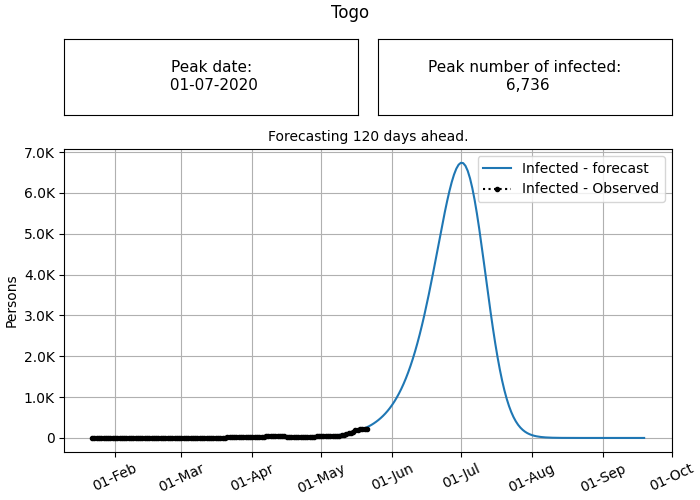 Togo
Peak date:
01-07-2020
Peak number of infected:
6,736
Forecasting 120 days ahead.
Infected - forecast
Infected - Observed
Persons
7.0K
6.0K
5.0K
4.0K
3.0K
2.0K
1.0K
0
01-Feb
01-Mar
01-Apr
01-May
01-Jun
01-Jul
01-Aug
01-Sep
01-Oct